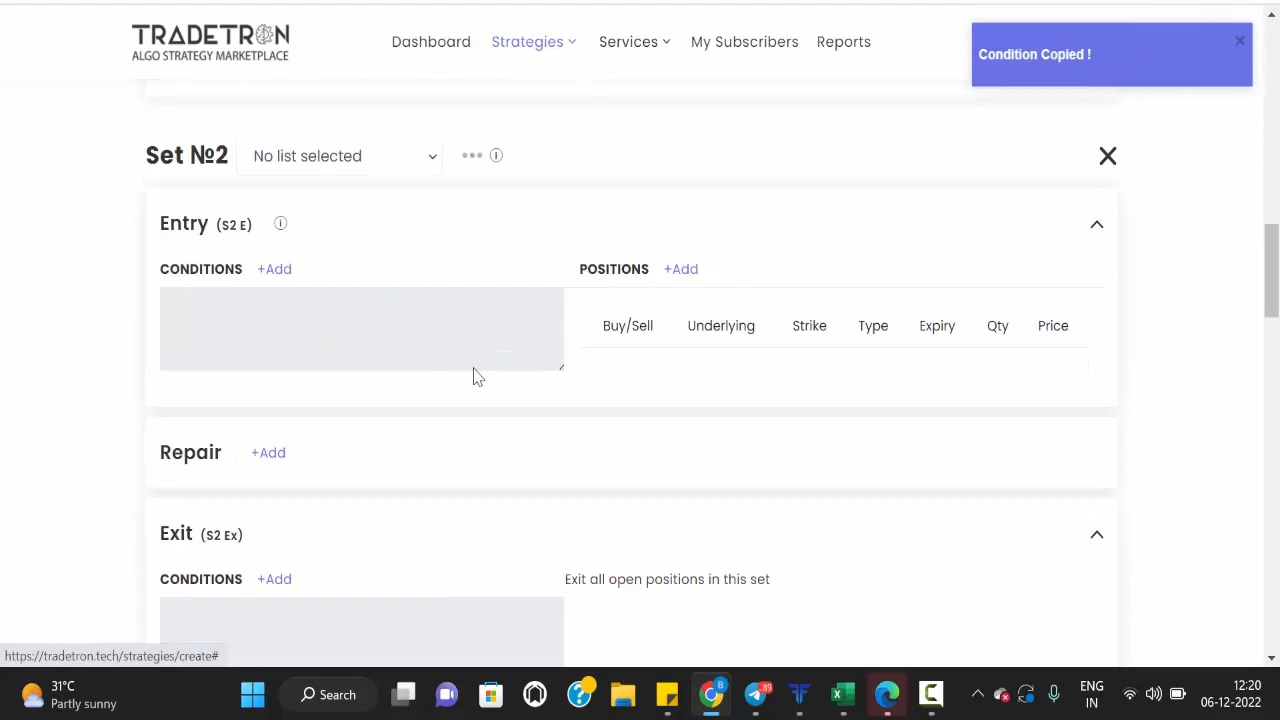 TRADETRON
ALGO STRATEGY MARKETPLACE
Dashboard Strategies Services My Subscribers Reports
Condition Copied ! ×
Set №2 No list selected
Entry (S2 E)
CONDITIONS +Add POSITIONS +Add
Buy/Sell Underlying Strike Type Expiry Qty Price
Repair +Add
Exit (S2 Ex)
CONDITIONS +Add Exit all open positions in this set
https://tradetron.tech/strategies/create#
31°C
Partly sunny
Search
85
ENG
IN
12:20
06-12-2022